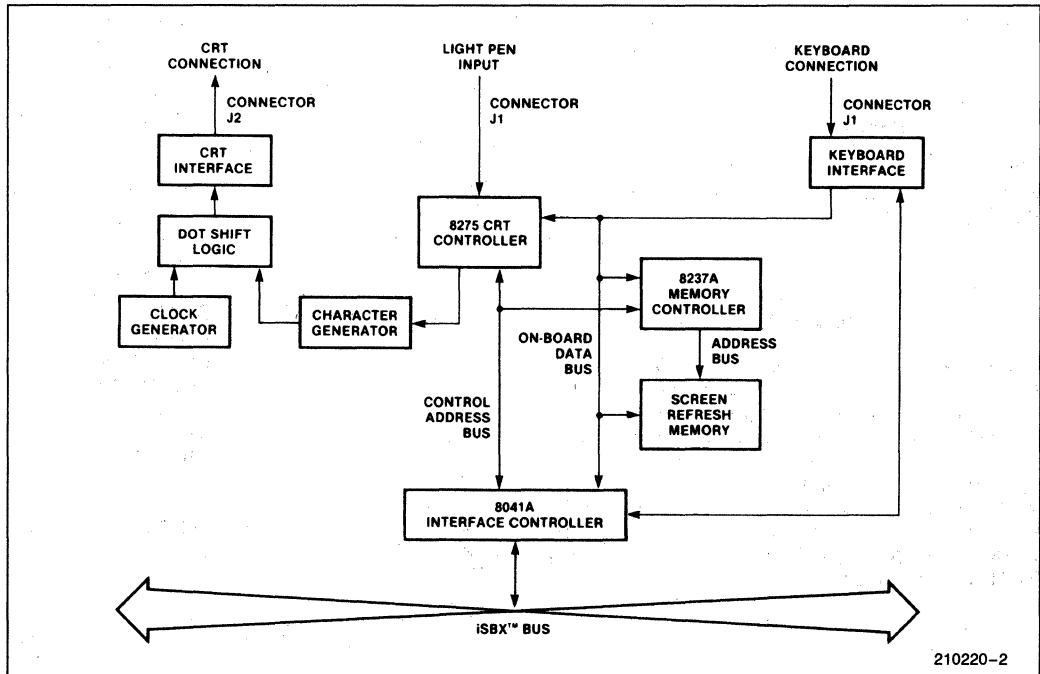 CRT
CONNECTION
LIGHT PEN
INPUT
KEYBOARD
CONNECTION
CONNECTOR
J2
CONNECTOR
J1
CONNECTOR
J1
CRT
INTERFACE
KEYBOARD
INTERFACE
8275 CRT
CONTROLLER
DOT SHIFT
LOGIC
8237A
MEMORY
CONTROLLER
CLOCK
GENERATOR
CHARACTER
GENERATOR
ON-BOARD
DATA
BUS
ADDRESS
BUS
CONTROL
ADDRESS
BUS
SCREEN
REFRESH
MEMORY
8041A
INTERFACE CONTROLLER
iSBX™ BUS
210220-2